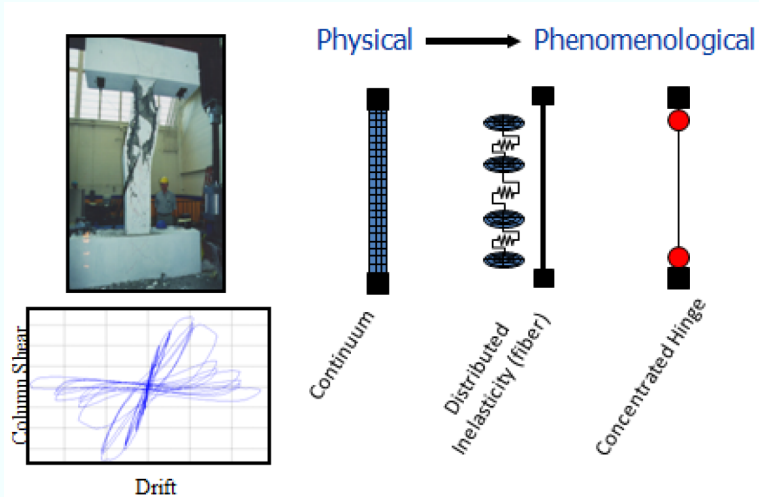 Physical
Phenomenological
Column Shear
Drift
Continuum
Distributed
Inelasticity (fiber)
Concentrated Hinge